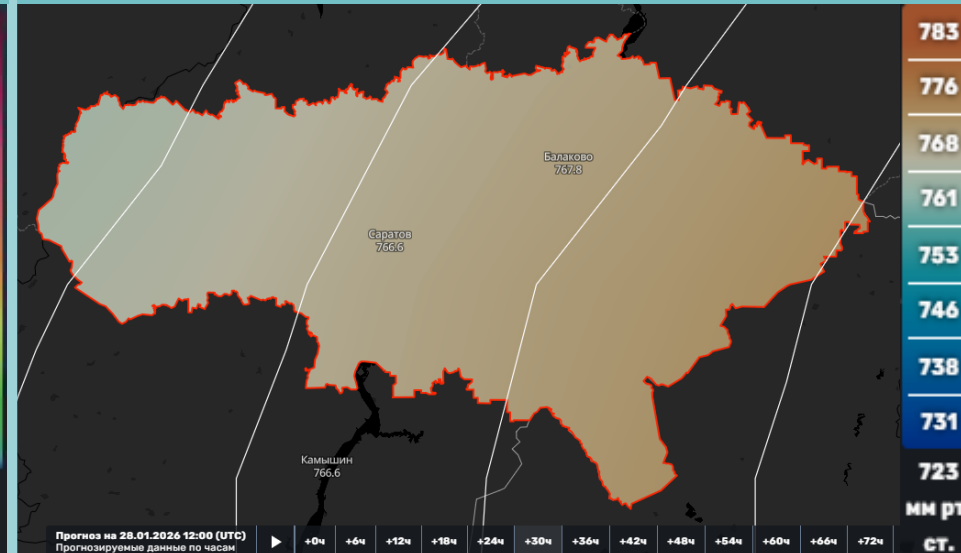 783
776
768
761
753
746
738
731
723
мм рт
ст.
Балаково
767.8
Саратов
766.6
Камышин
766.6
Прогноз на 28.01.2026 12:00 (UTC)
Прогнозируемые данные по часам
+0ч +6ч +12ч +18ч +24ч +30ч +36ч +42ч +48ч +54ч +60ч +66ч +72ч